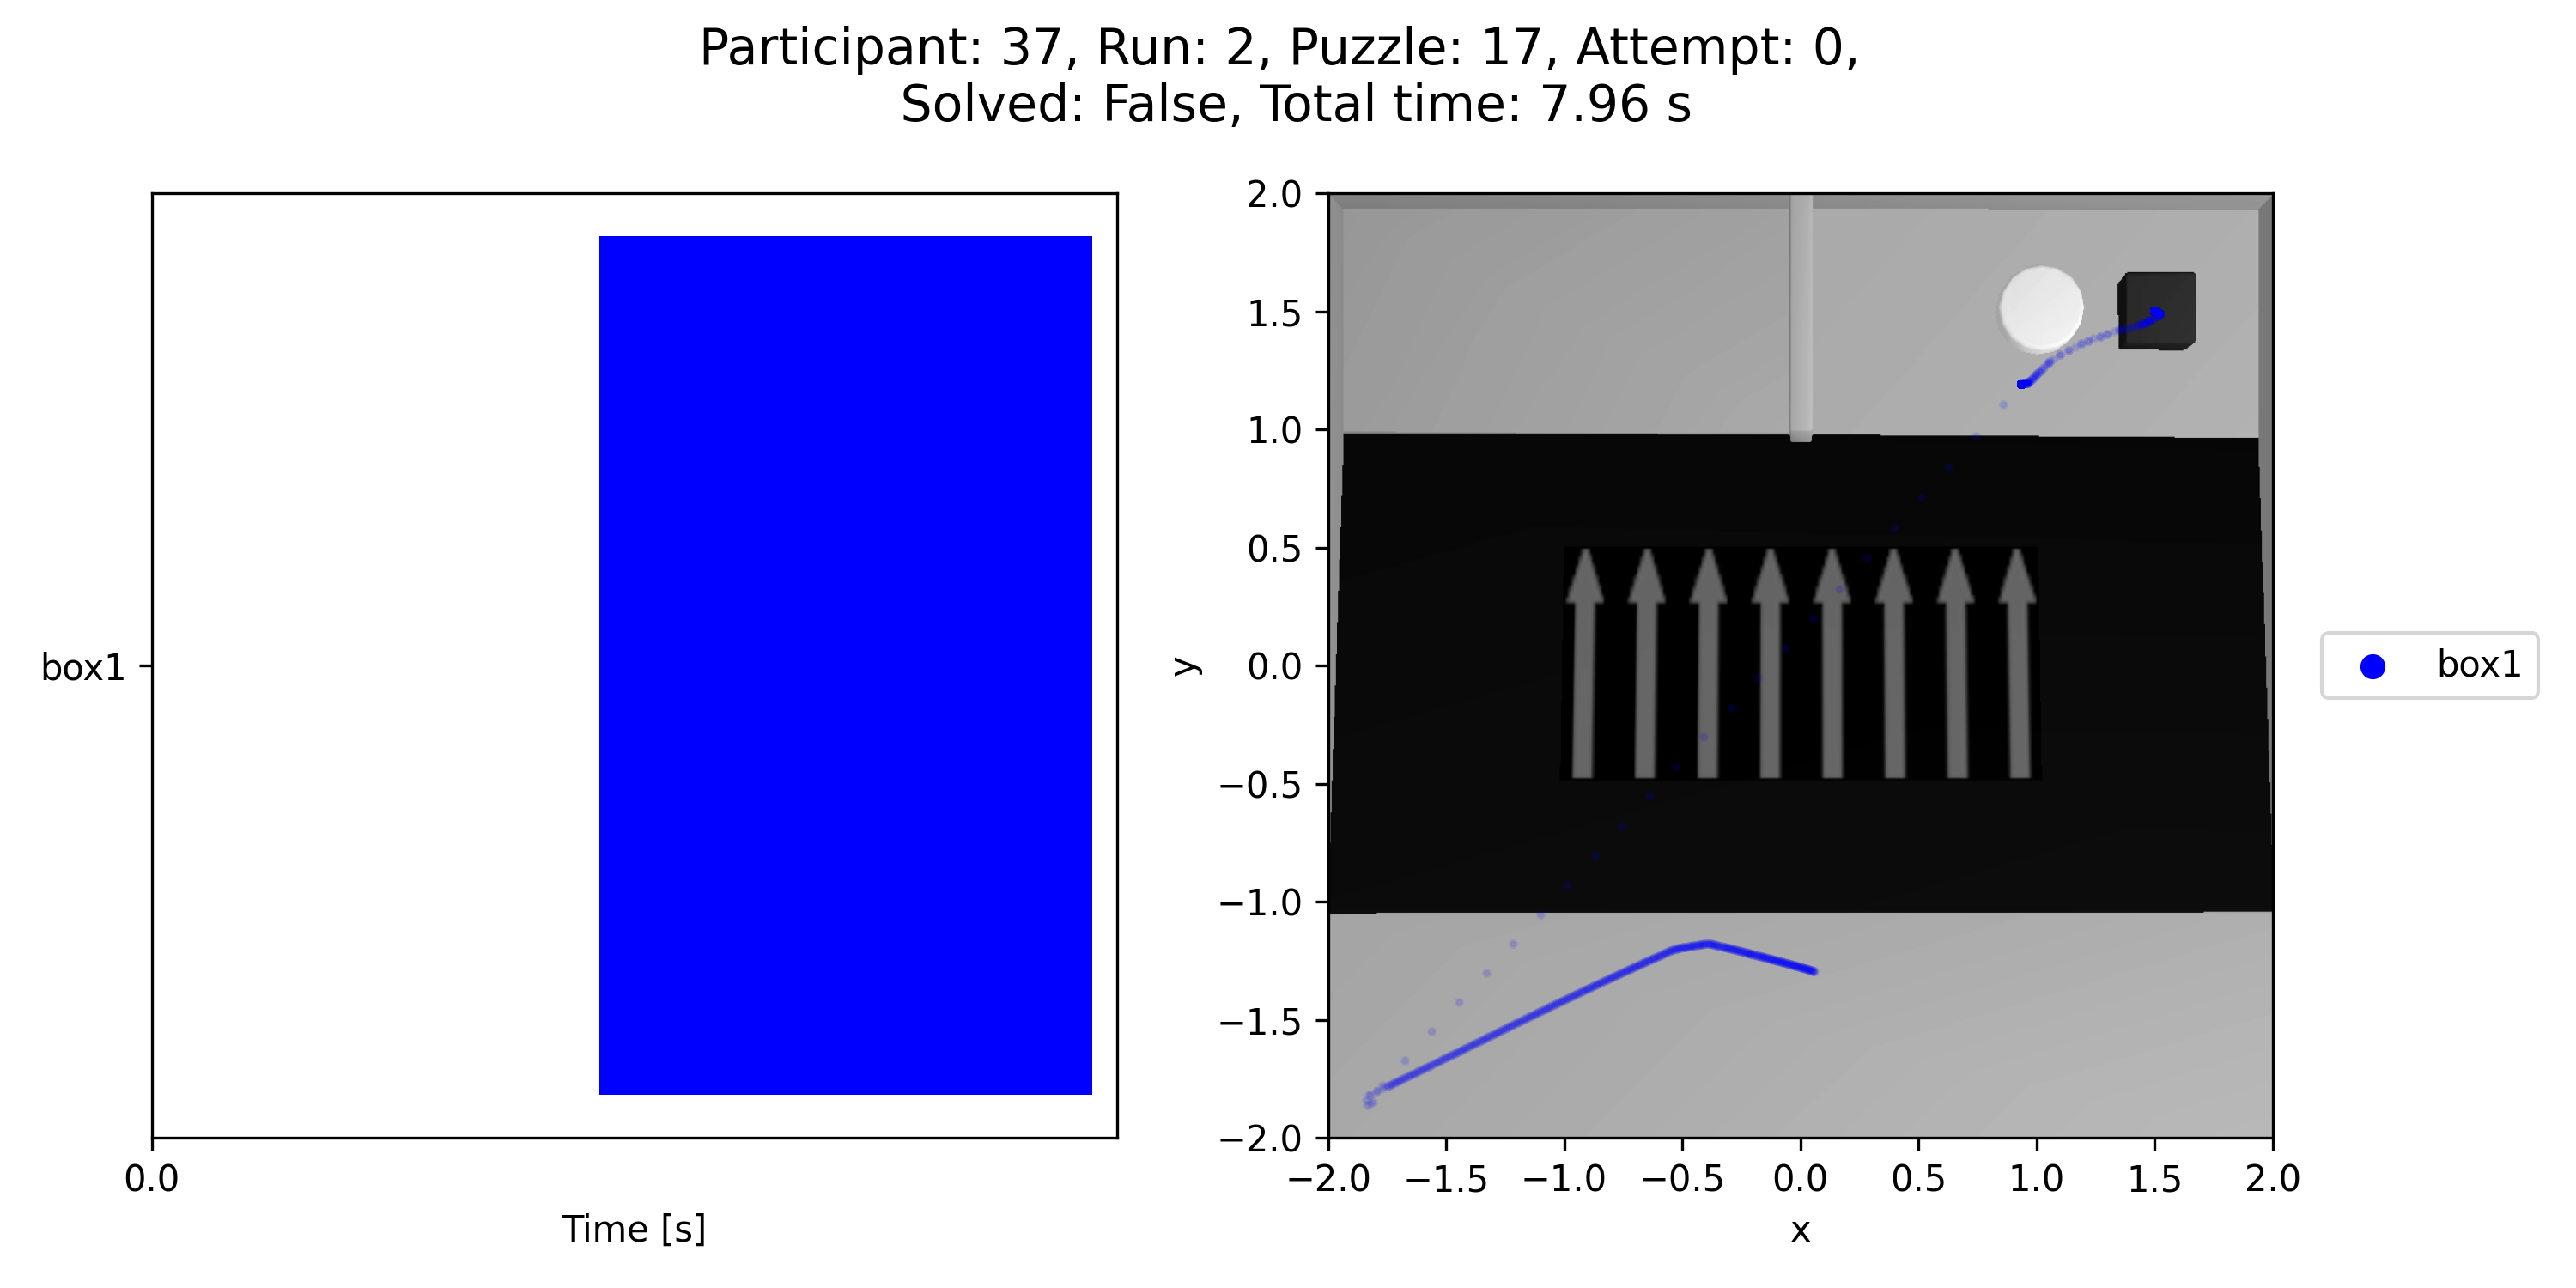 Participant: 37, Run: 2, Puzzle: 17, Attempt: 0,
Solved: False, Total time: 7.96 s
box1
0.0
Time [s]
2.0
1.5
1.0
0.5
0.0
−0.5
−1.0
−1.5
−2.0
y
−2.0 −1.5 −1.0 −0.5 0.0 0.5 1.0 1.5 2.0
x
box1